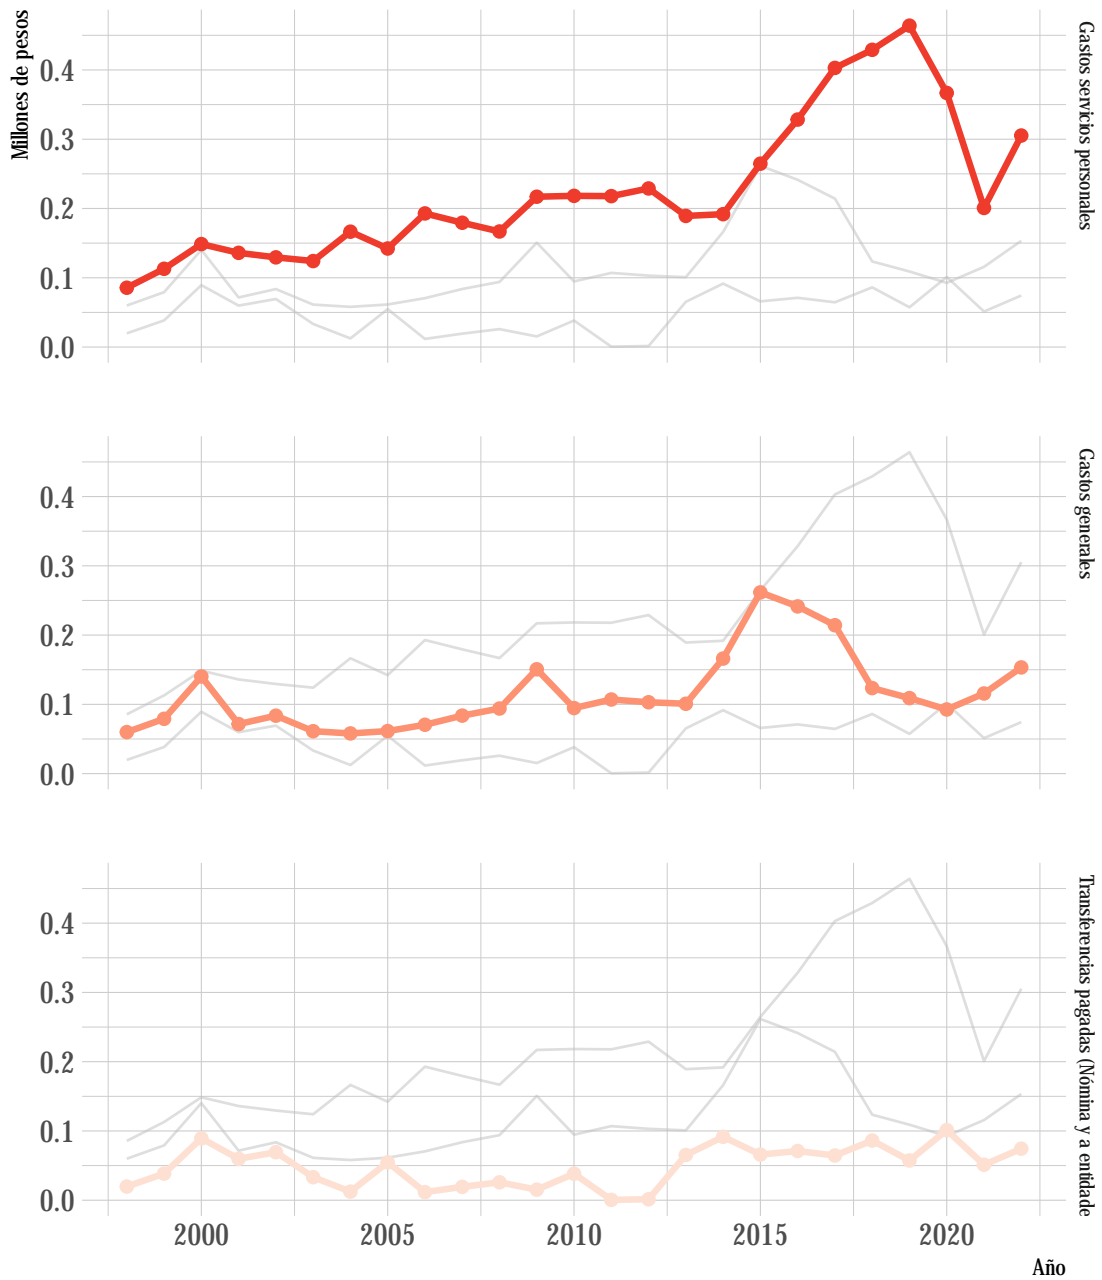 Millones de pesos
0.4
0.3
0.2
0.1
0.0
Gastos servicios personales
0.4
0.3
0.2
0.1
0.0
Gastos generales
0.4
0.3
0.2
0.1
0.0
Transferencias pagadas (Nómina y a entidade
2000 2005 2010 2015 2020
Año